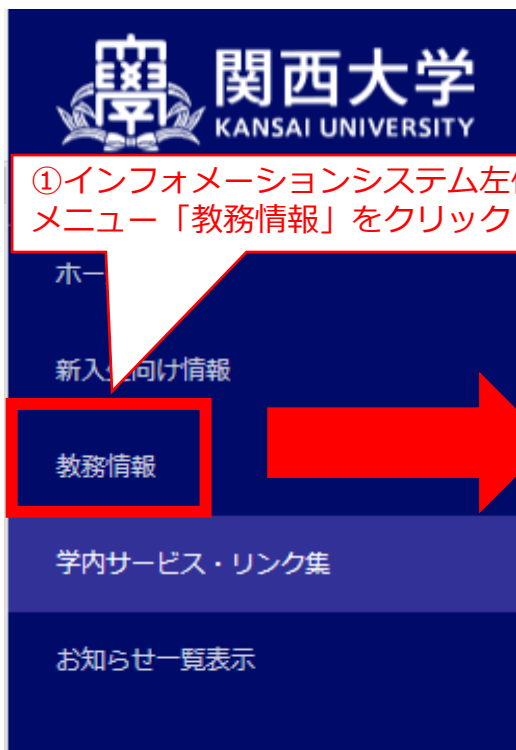 関西大学
KANSAI UNIVERSITY
①インフォメーションシステム左
メニュー「教務情報」をクリック
ホー
新入 向け情報
教務情報
学内サービス・リンク集
お知らせ一覧表示